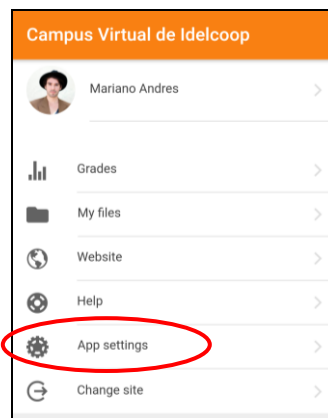 Campus Virtual de Idelcoop
Mariano Andres
Grades
My files
Website
Help
App settings
Change site